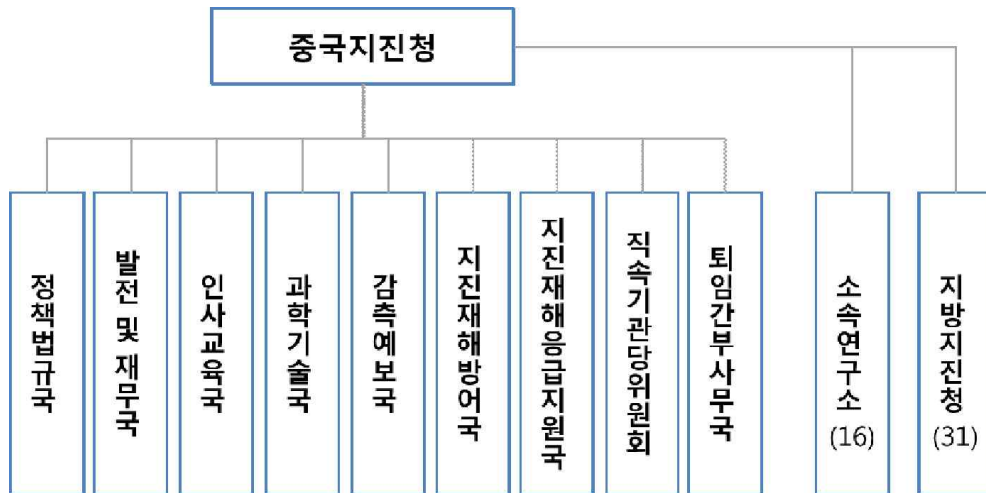 중국지진청
정책법규국
발전 및 재무국
인사교육국
과학기술국
감측예보국
지진재해방어국
지진재해응급지원국
직속기관당위원회
퇴임간부사무국
소속연구소
(16)
지방지진청
(31)